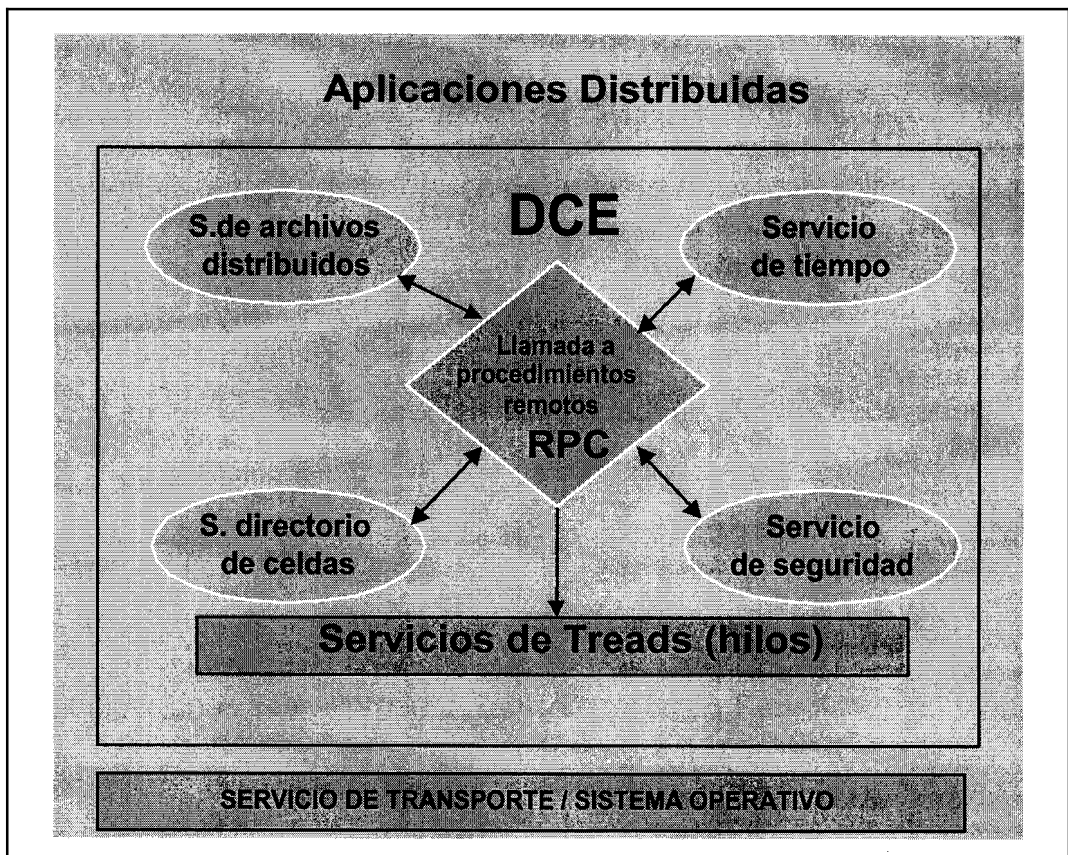 Aplicaciones Distribuidas
DCE
S.de archivos
distribuidos
Servicio
de tiempo
Llamada a
procedimientos
remotos
RPC
S. directorio
de celdas
Servicio
de seguridad
Servicios de Treads (hilos)
SERVICIO DE TRANSPORTE / SISTEMA OPERATIVO